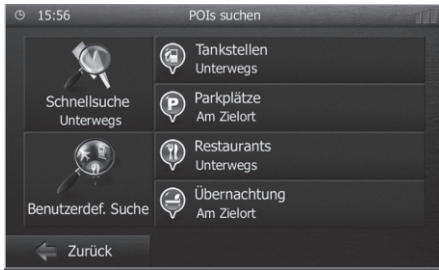 15:56 POIs suchen
Schnellsuche
Unterwegs
Tankstellen
Unterwegs
P
Parkplätze
Am Zielort
Benutzerdef. Suche
Restaurants
Unterwegs
Übernachtung
Am Zielort
Zurück